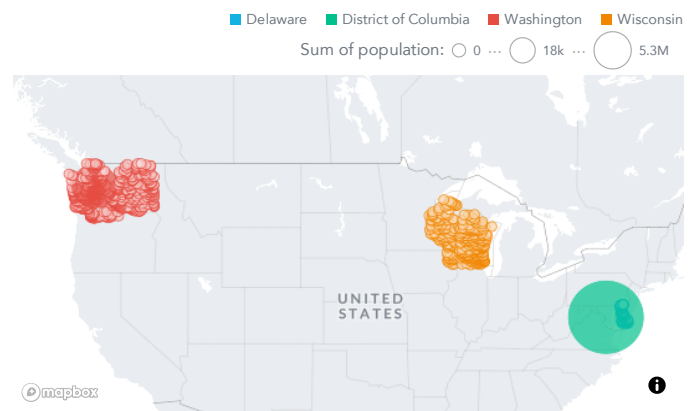 Delaware District of Columbia Washington Wisconsin
Sum of population: 0 ... 18k ... 5.3M
UNITED
STATES
mapbox
i